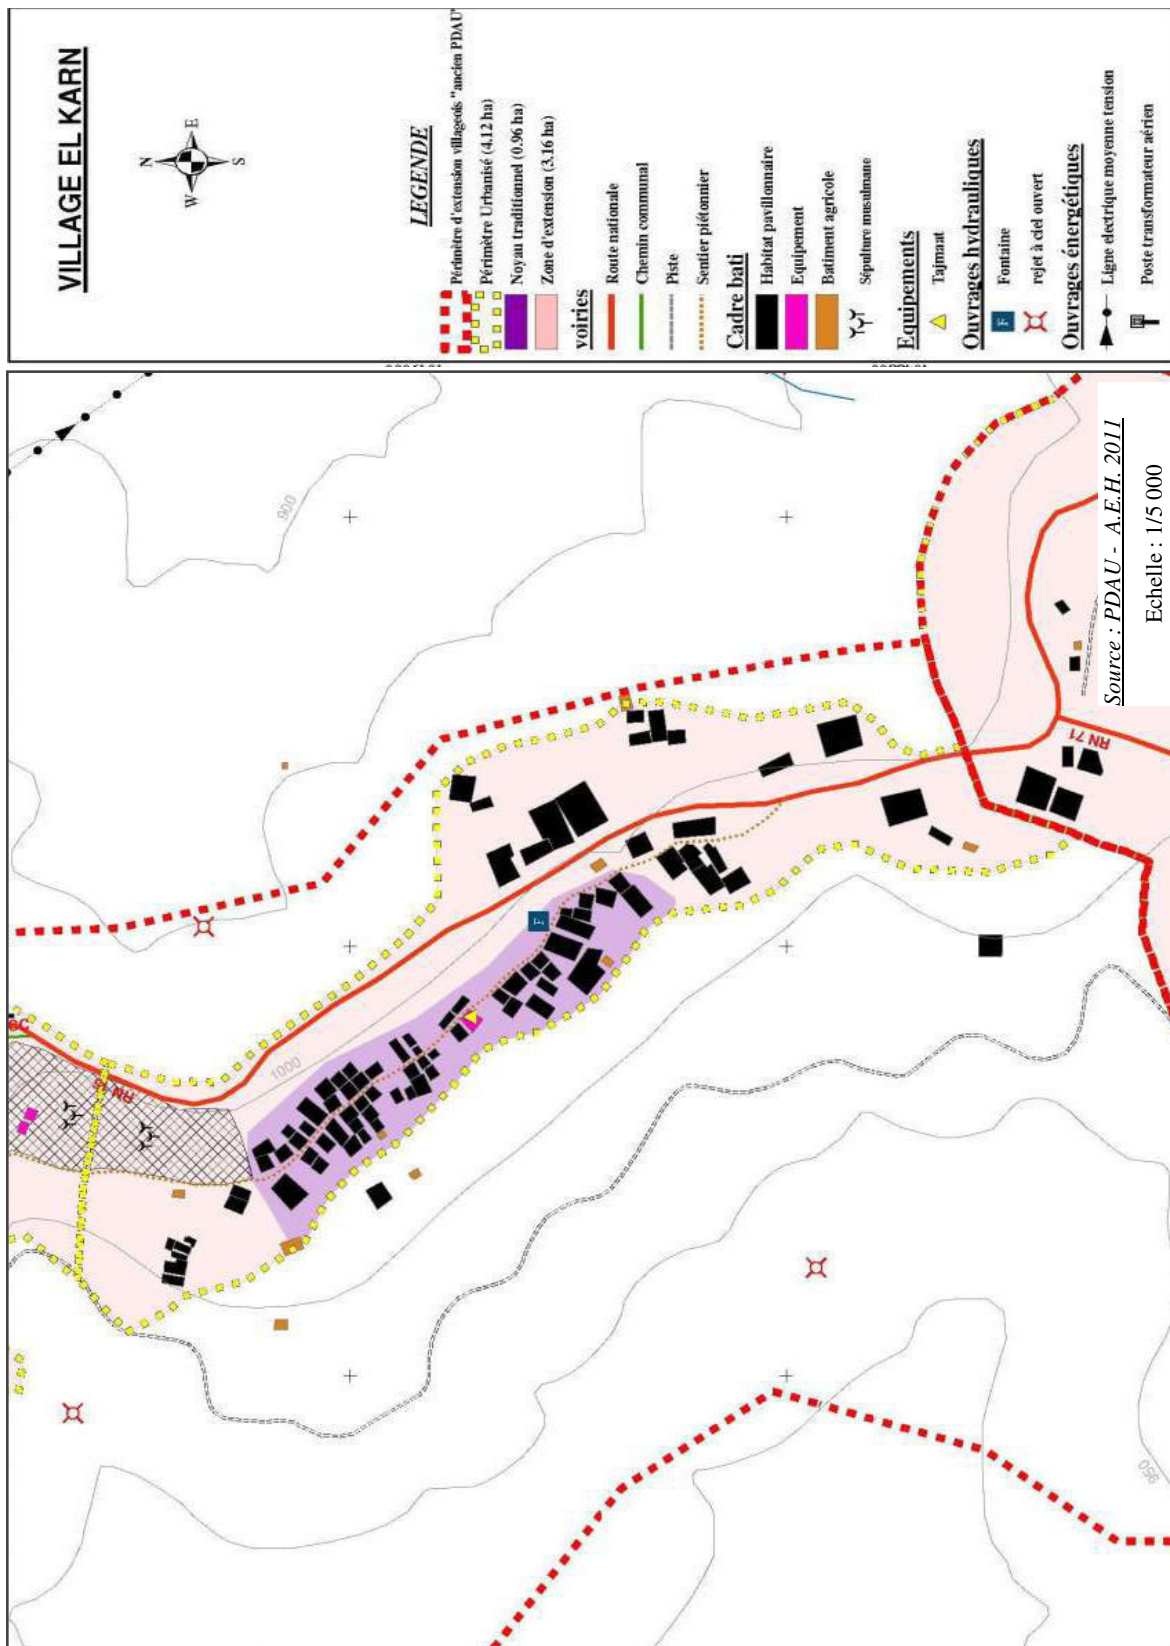 VILLAGE EL KARN
N
E
S
W
LEGENDE
Périmètre d'extension villageois "ancien PDAU"
Périmètre Urbanisé (4.12 ha)
Noyau traditionnel (0.96 ha)
Zone d'extension (3.16 ha)
voiries
Route nationale
Chemin communal
Piste
Sentier piétonnier
Cadre bati
Habitat pavillonnaire
Equipement
Batiment agricole
Sépulture musulmane
Equipements
Tajmaat
Ouvrages hydrauliques
F
Fontaine
rejet à ciel ouvert
Ouvrages énergétiques
Ligne electrique moyenne tension
Poste transformateur aérien
900
1000
F
RN 71
950
Source : PDAU - A.E.H. 2011
Echelle : 1/5 000